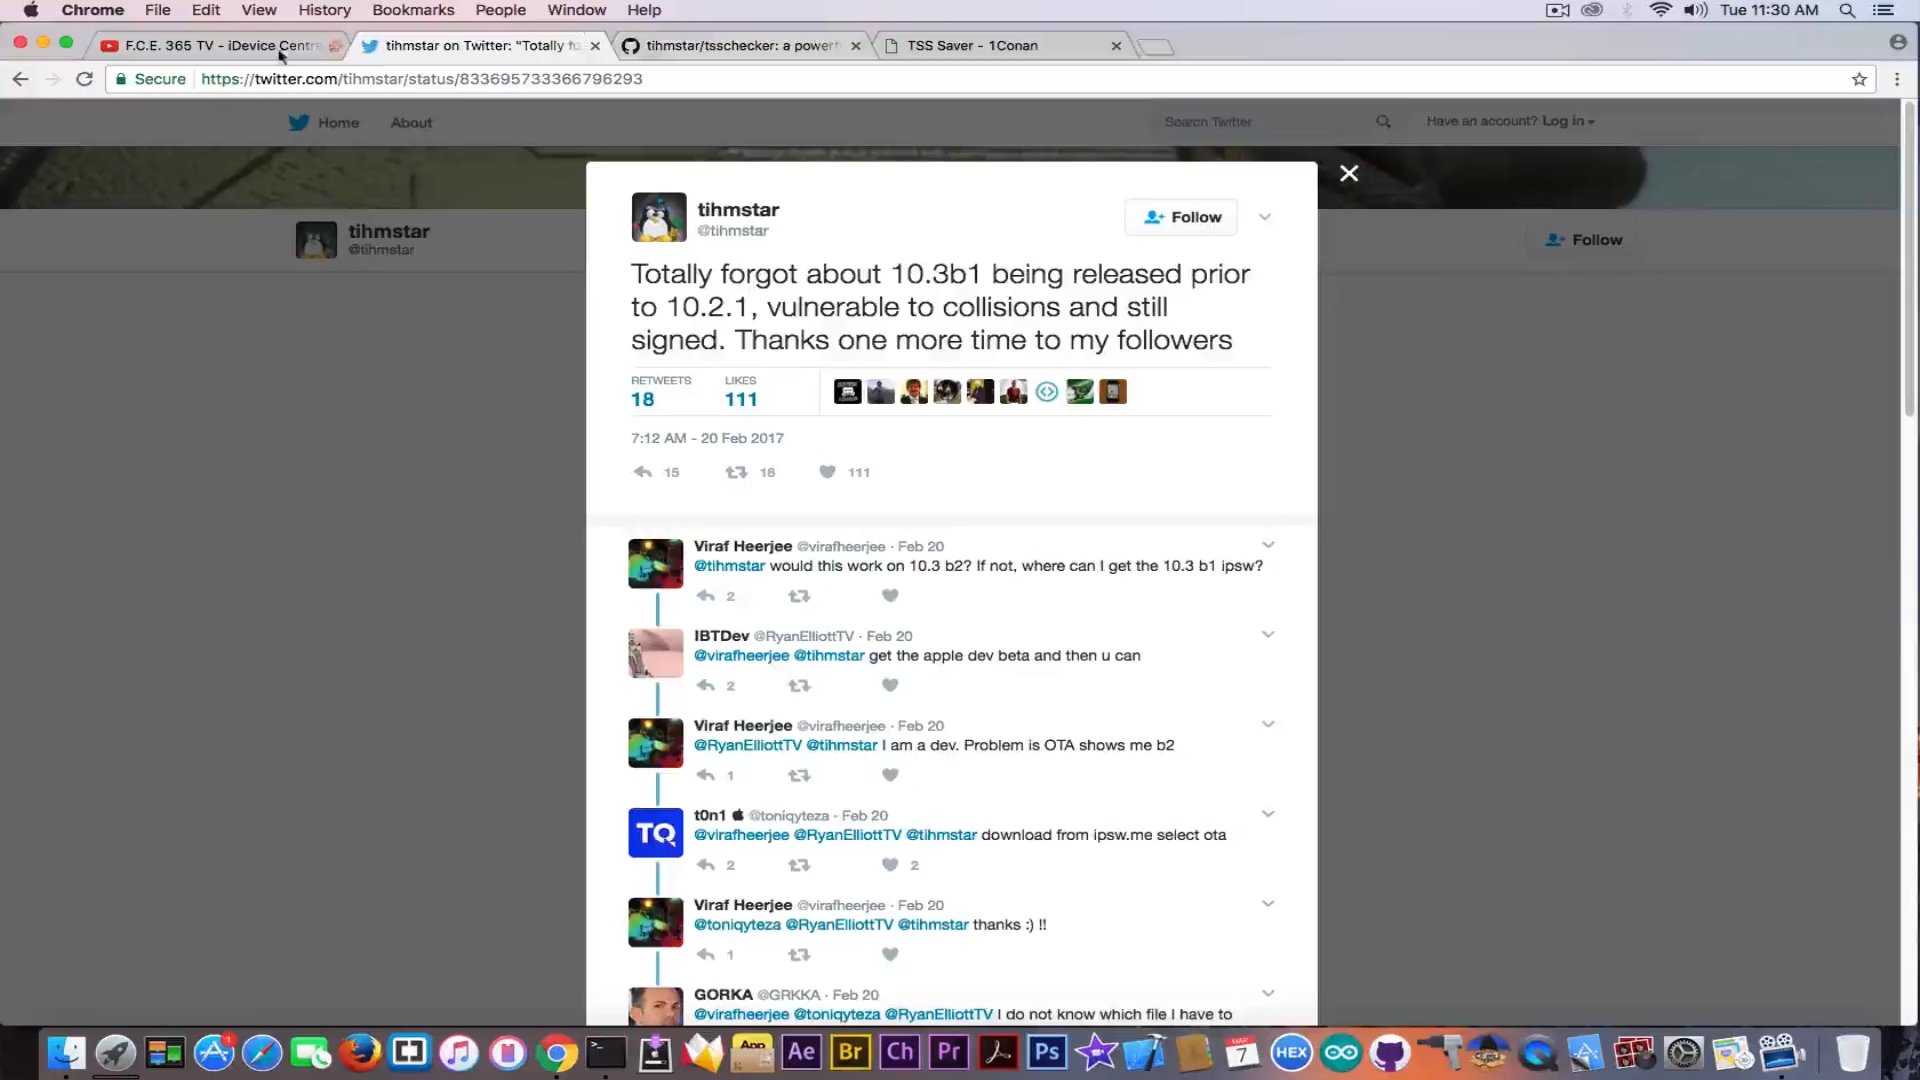 Chrome File Edit View History Bookmarks People Window Help Tue 11:30 AM
F.C.E. 365 TV - iDevice Centra tihmstar on Twitter: "Totally fo tihmstar/tsschecker: a powerf TSS Saver - 1Conan
Secure https://twitter.com/tihmstar/status/833695733366796293
Home About Search Twitter Have an account? Log in
tihmstar
@tihmstar
Follow
tihmstar
@tihmstar
Follow
Totally forgot about 10.3b1 being released prior
to 10.2.1, vulnerable to collisions and still
signed. Thanks one more time to my followers
RETWEETS LIKES
18 111
7:12 AM - 20 Feb 2017
15 18 111
Viraf Heerjee @virafheerjee · Feb 20
@tihmstar would this work on 10.3 b2? If not, where can I get the 10.3 b1 ipsw?
2
IBTDev @RyanElliottTV · Feb 20
@virafheerjee @tihmstar get the apple dev beta and then u can
2
Viraf Heerjee @virafheerjee · Feb 20
@RyanElliottTV @tihmstar I am a dev. Problem is OTA shows me b2
1
t0n1 @toniqyteza · Feb 20
@virafheerjee @RyanElliottTV @tihmstar download from ipsw.me select ota
TQ
2 2
Viraf Heerjee @virafheerjee · Feb 20
@toniqyteza @RyanElliottTV @tihmstar thanks :) !!
1
GORKA @GRKKA · Feb 20
@virafheerjee @toniqyteza @RyanElliottTV I do not know which file I have to
App Ae Br Ch Pr Ps MAR 7 HEX